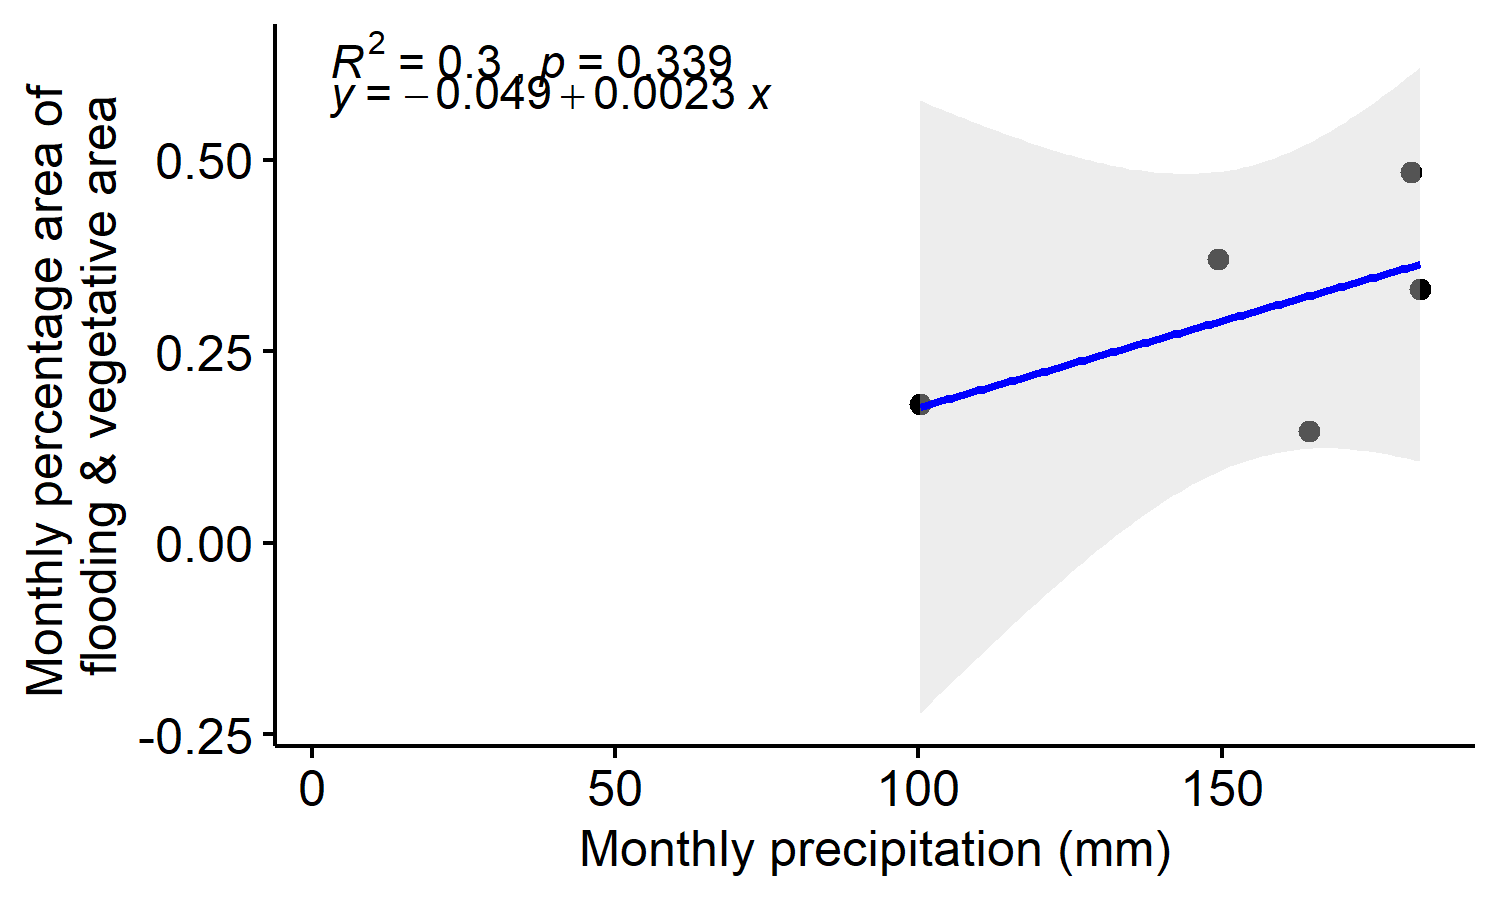 R² = 0.3 , p = 0.339
y = −0.049 + 0.0023 x
Monthly percentage area of
flooding & vegetative area
0.50
0.25
0.00
-0.25
0 50 100 150
Monthly precipitation (mm)